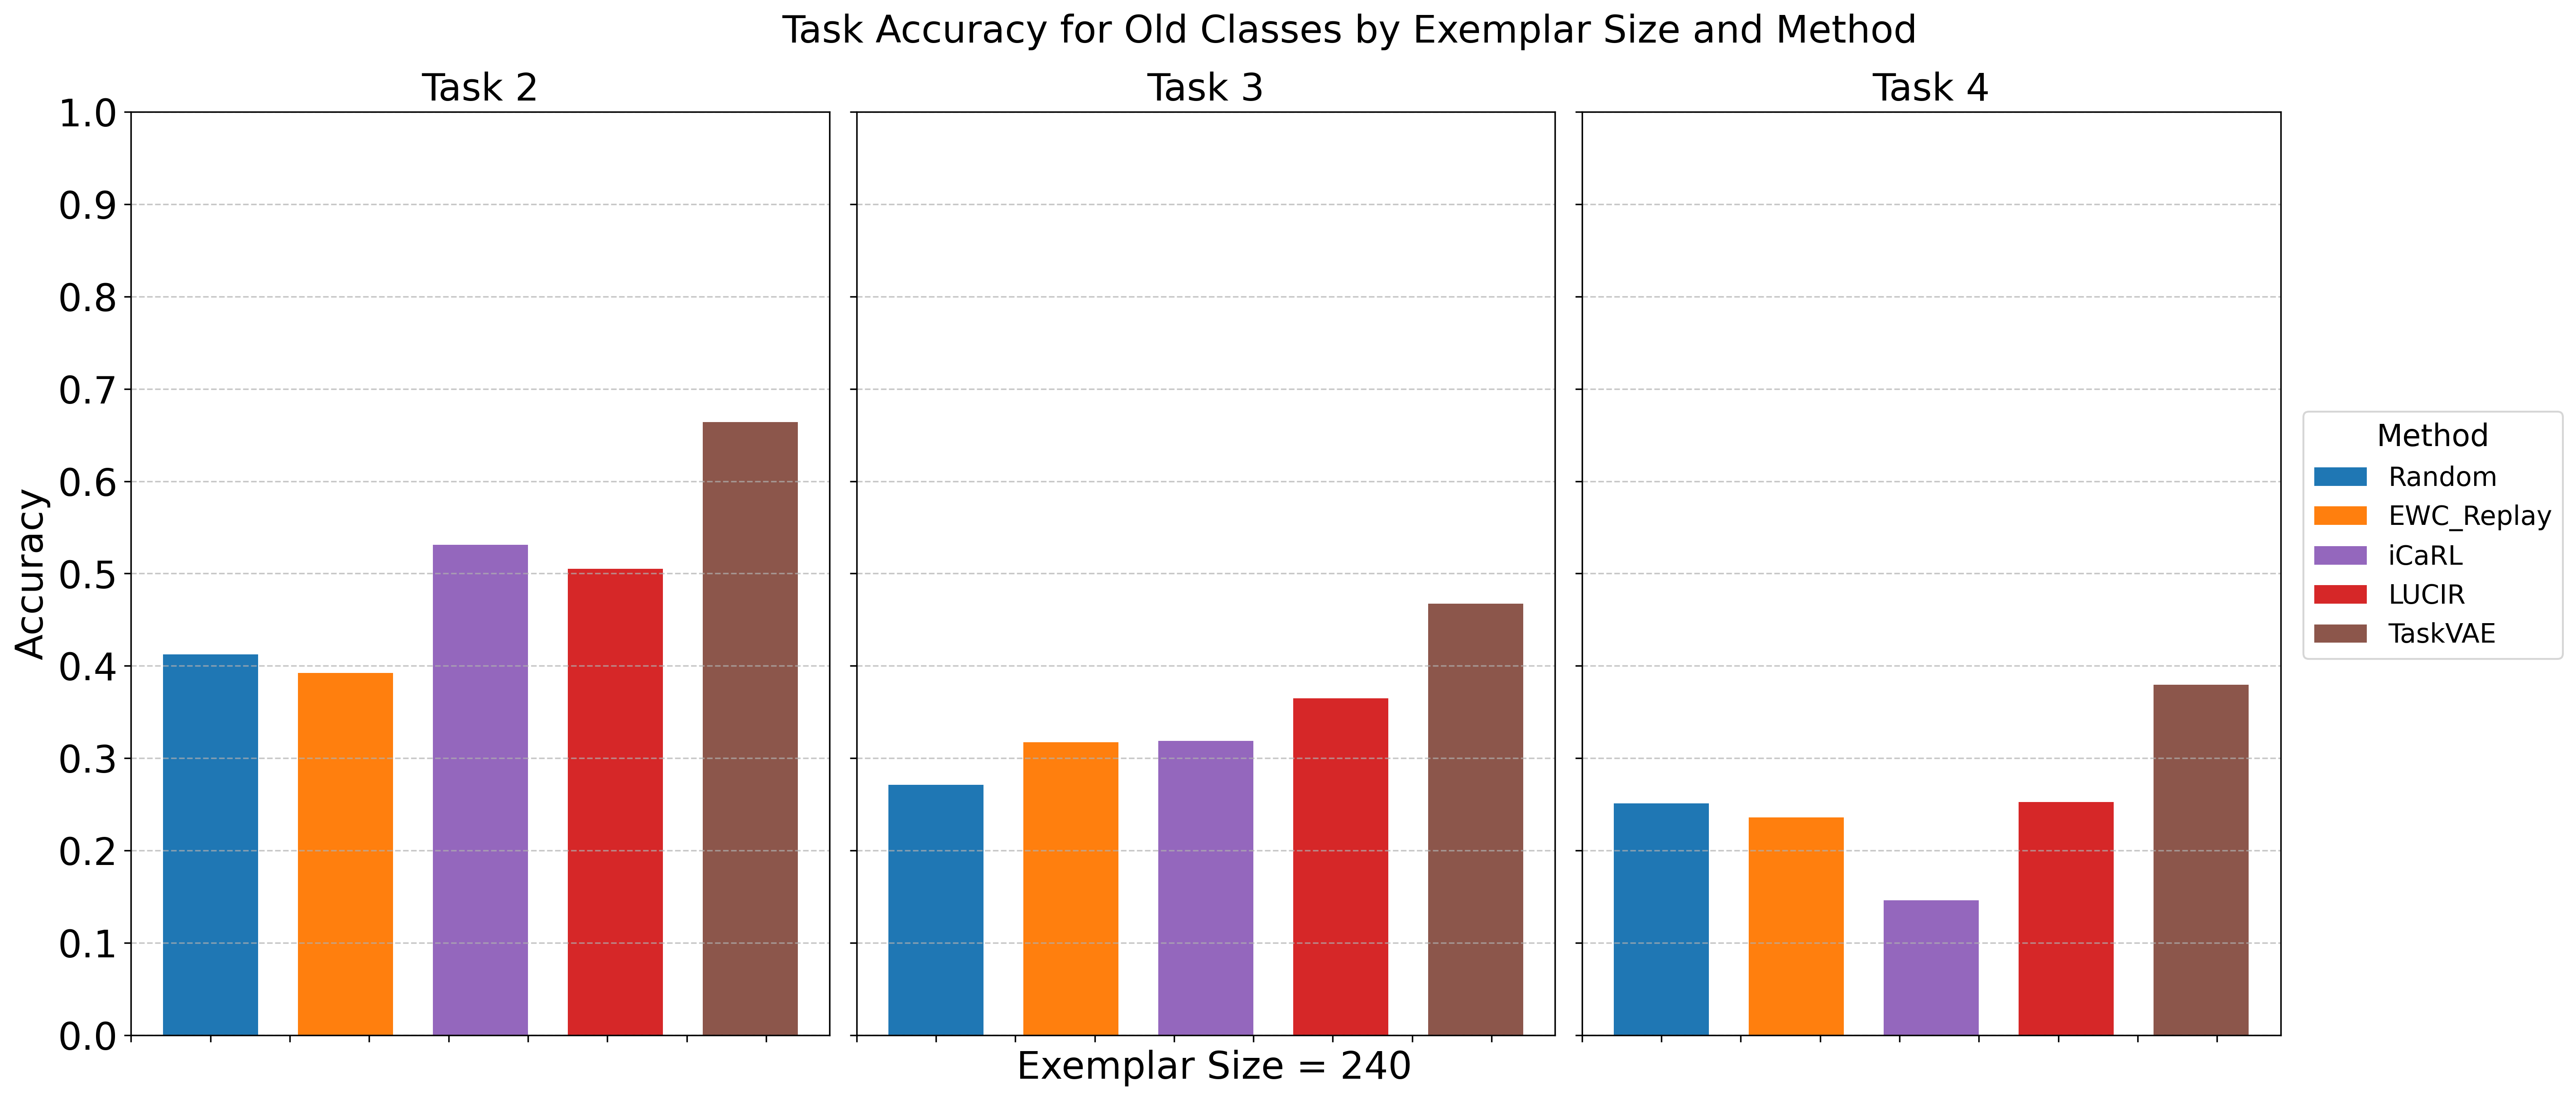 Task Accuracy for Old Classes by Exemplar Size and Method
Task 2
Task 3
Task 4
1.0
0.9
0.8
0.7
0.6
0.5
0.4
0.3
0.2
0.1
0.0
Accuracy
Exemplar Size = 240
Method
Random
EWC_Replay
iCaRL
LUCIR
TaskVAE